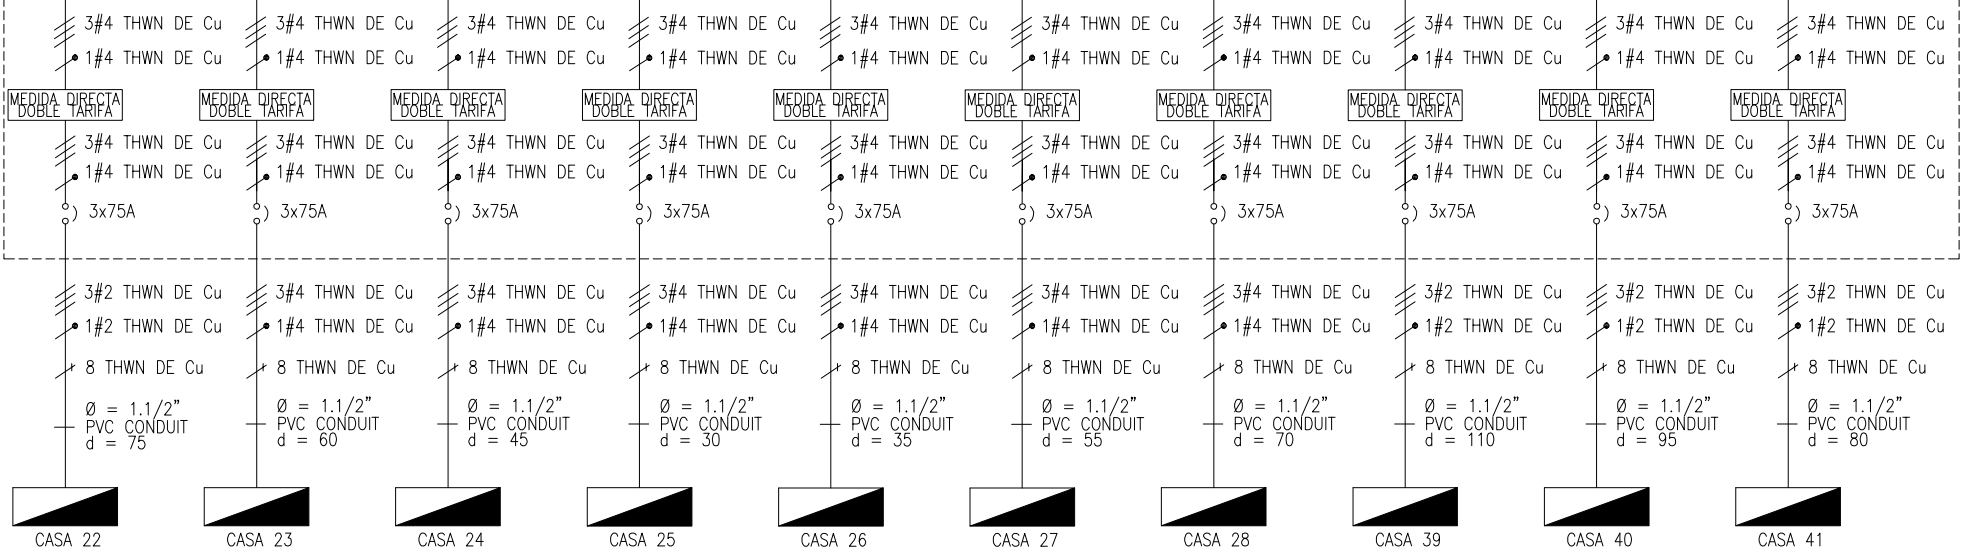 3#4 THWN DE Cu 3#4 THWN DE Cu 3#4 THWN DE Cu 3#4 THWN DE Cu 3#4 THWN DE Cu 3#4 THWN DE Cu 3#4 THWN DE Cu 3#4 THWN DE Cu 3#4 THWN DE Cu 3#4 THWN DE Cu
1#4 THWN DE Cu 1#4 THWN DE Cu 1#4 THWN DE Cu 1#4 THWN DE Cu 1#4 THWN DE Cu 1#4 THWN DE Cu 1#4 THWN DE Cu 1#4 THWN DE Cu 1#4 THWN DE Cu 1#4 THWN DE Cu
MEDIDA DIRECTA MEDIDA DIRECTA MEDIDA DIRECTA MEDIDA DIRECTA MEDIDA DIRECTA MEDIDA DIRECTA MEDIDA DIRECTA MEDIDA DIRECTA MEDIDA DIRECTA MEDIDA DIRECTA
DOBLE TARIFA DOBLE TARIFA DOBLE TARIFA DOBLE TARIFA DOBLE TARIFA DOBLE TARIFA DOBLE TARIFA DOBLE TARIFA DOBLE TARIFA DOBLE TARIFA
3#4 THWN DE Cu 3#4 THWN DE Cu 3#4 THWN DE Cu 3#4 THWN DE Cu 3#4 THWN DE Cu 3#4 THWN DE Cu 3#4 THWN DE Cu 3#4 THWN DE Cu 3#4 THWN DE Cu 3#4 THWN DE Cu
1#4 THWN DE Cu 1#4 THWN DE Cu 1#4 THWN DE Cu 1#4 THWN DE Cu 1#4 THWN DE Cu 1#4 THWN DE Cu 1#4 THWN DE Cu 1#4 THWN DE Cu 1#4 THWN DE Cu 1#4 THWN DE Cu
3x75A 3x75A 3x75A 3x75A 3x75A 3x75A 3x75A 3x75A 3x75A 3x75A
3#2 THWN DE Cu 3#4 THWN DE Cu 3#4 THWN DE Cu 3#4 THWN DE Cu 3#4 THWN DE Cu 3#4 THWN DE Cu 3#4 THWN DE Cu 3#2 THWN DE Cu 3#2 THWN DE Cu 3#2 THWN DE Cu
1#2 THWN DE Cu 1#4 THWN DE Cu 1#4 THWN DE Cu 1#4 THWN DE Cu 1#4 THWN DE Cu 1#4 THWN DE Cu 1#4 THWN DE Cu 1#2 THWN DE Cu 1#2 THWN DE Cu 1#2 THWN DE Cu
8 THWN DE Cu 8 THWN DE Cu 8 THWN DE Cu 8 THWN DE Cu 8 THWN DE Cu 8 THWN DE Cu 8 THWN DE Cu 8 THWN DE Cu 8 THWN DE Cu 8 THWN DE Cu
Ø = 1.1/2" Ø = 1.1/2" Ø = 1.1/2" Ø = 1.1/2" Ø = 1.1/2" Ø = 1.1/2" Ø = 1.1/2" Ø = 1.1/2" Ø = 1.1/2" Ø = 1.1/2"
PVC CONDUIT PVC CONDUIT PVC CONDUIT PVC CONDUIT PVC CONDUIT PVC CONDUIT PVC CONDUIT PVC CONDUIT PVC CONDUIT PVC CONDUIT
d = 75 d = 60 d = 45 d = 30 d = 35 d = 55 d = 70 d = 110 d = 95 d = 80
CASA 22 CASA 23 CASA 24 CASA 25 CASA 26 CASA 27 CASA 28 CASA 39 CASA 40 CASA 41